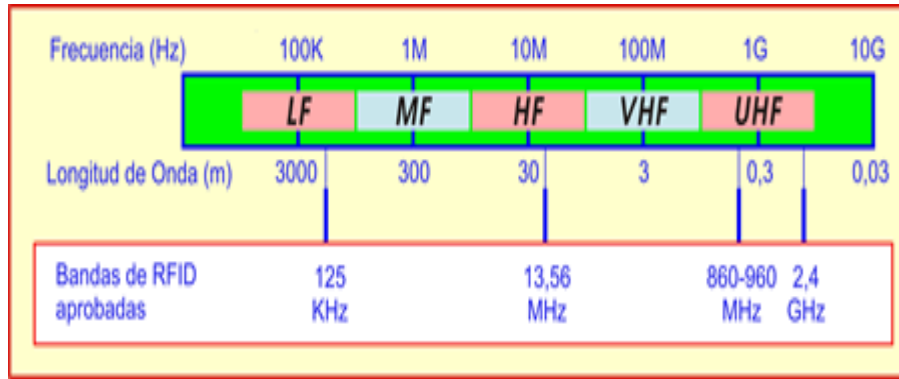 Frecuencia (Hz) 100K 1M 10M 100M 1G 10G
LF MF HF VHF UHF
Longitud de Onda (m) 3000 300 30 3 0,3 0,03
Bandas de RFID 125 13,56 860-960 2,4
aprobadas KHz MHz MHz GHz